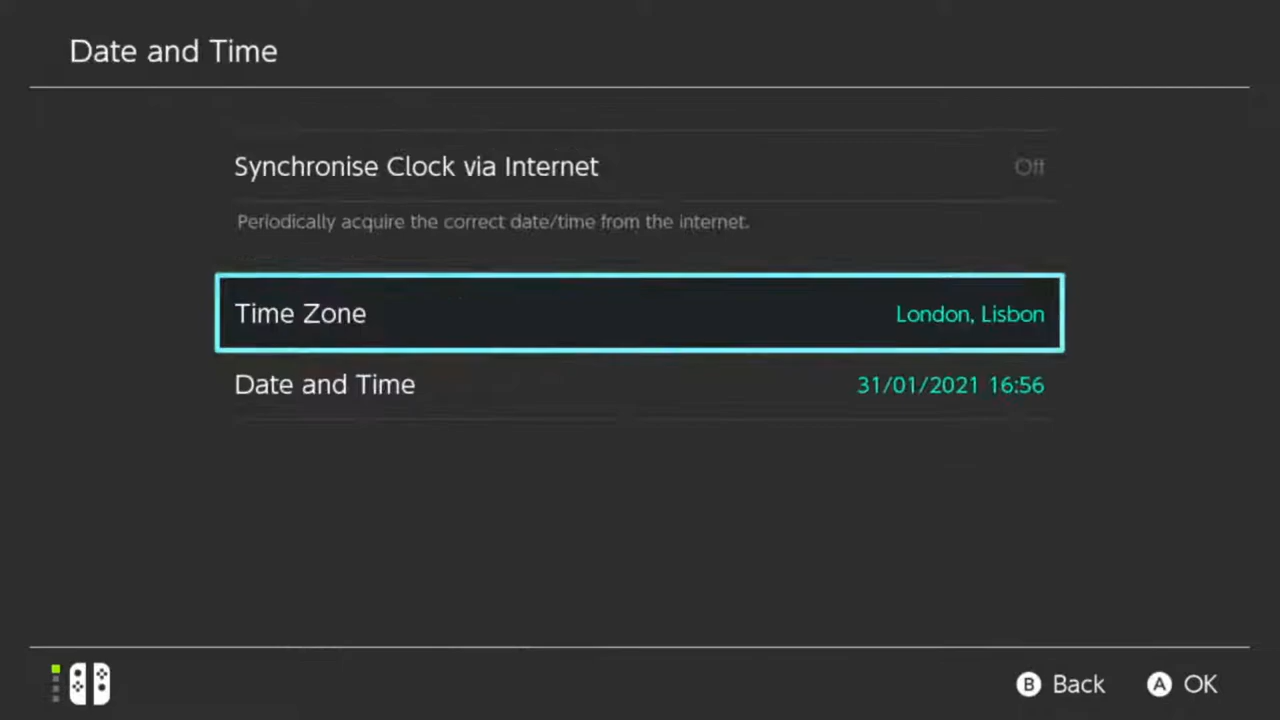 Date and Time
Synchronise Clock via Internet Off
Periodically acquire the correct date/time from the internet.
Time Zone London, Lisbon
Date and Time 31/01/2021 16:56
B Back A OK